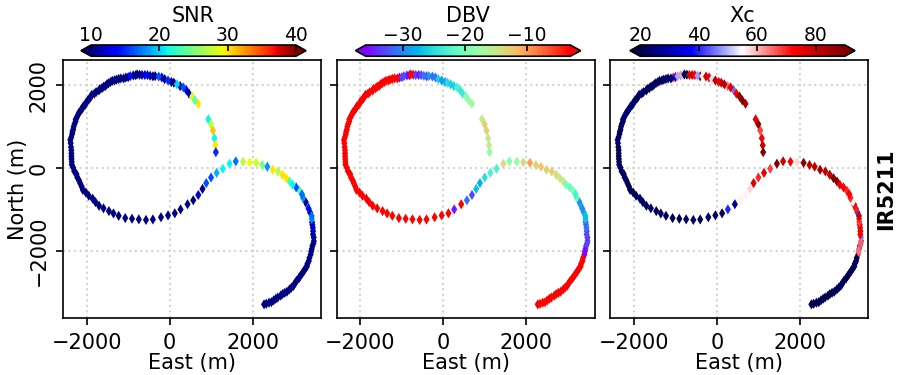 SNR DBV Xc
10 20 30 40 −30 −20 −10 20 40 60 80
2000
0
−2000
North (m)
IR5211
−2000 0 2000 −2000 0 2000 −2000 0 2000
East (m) East (m) East (m)